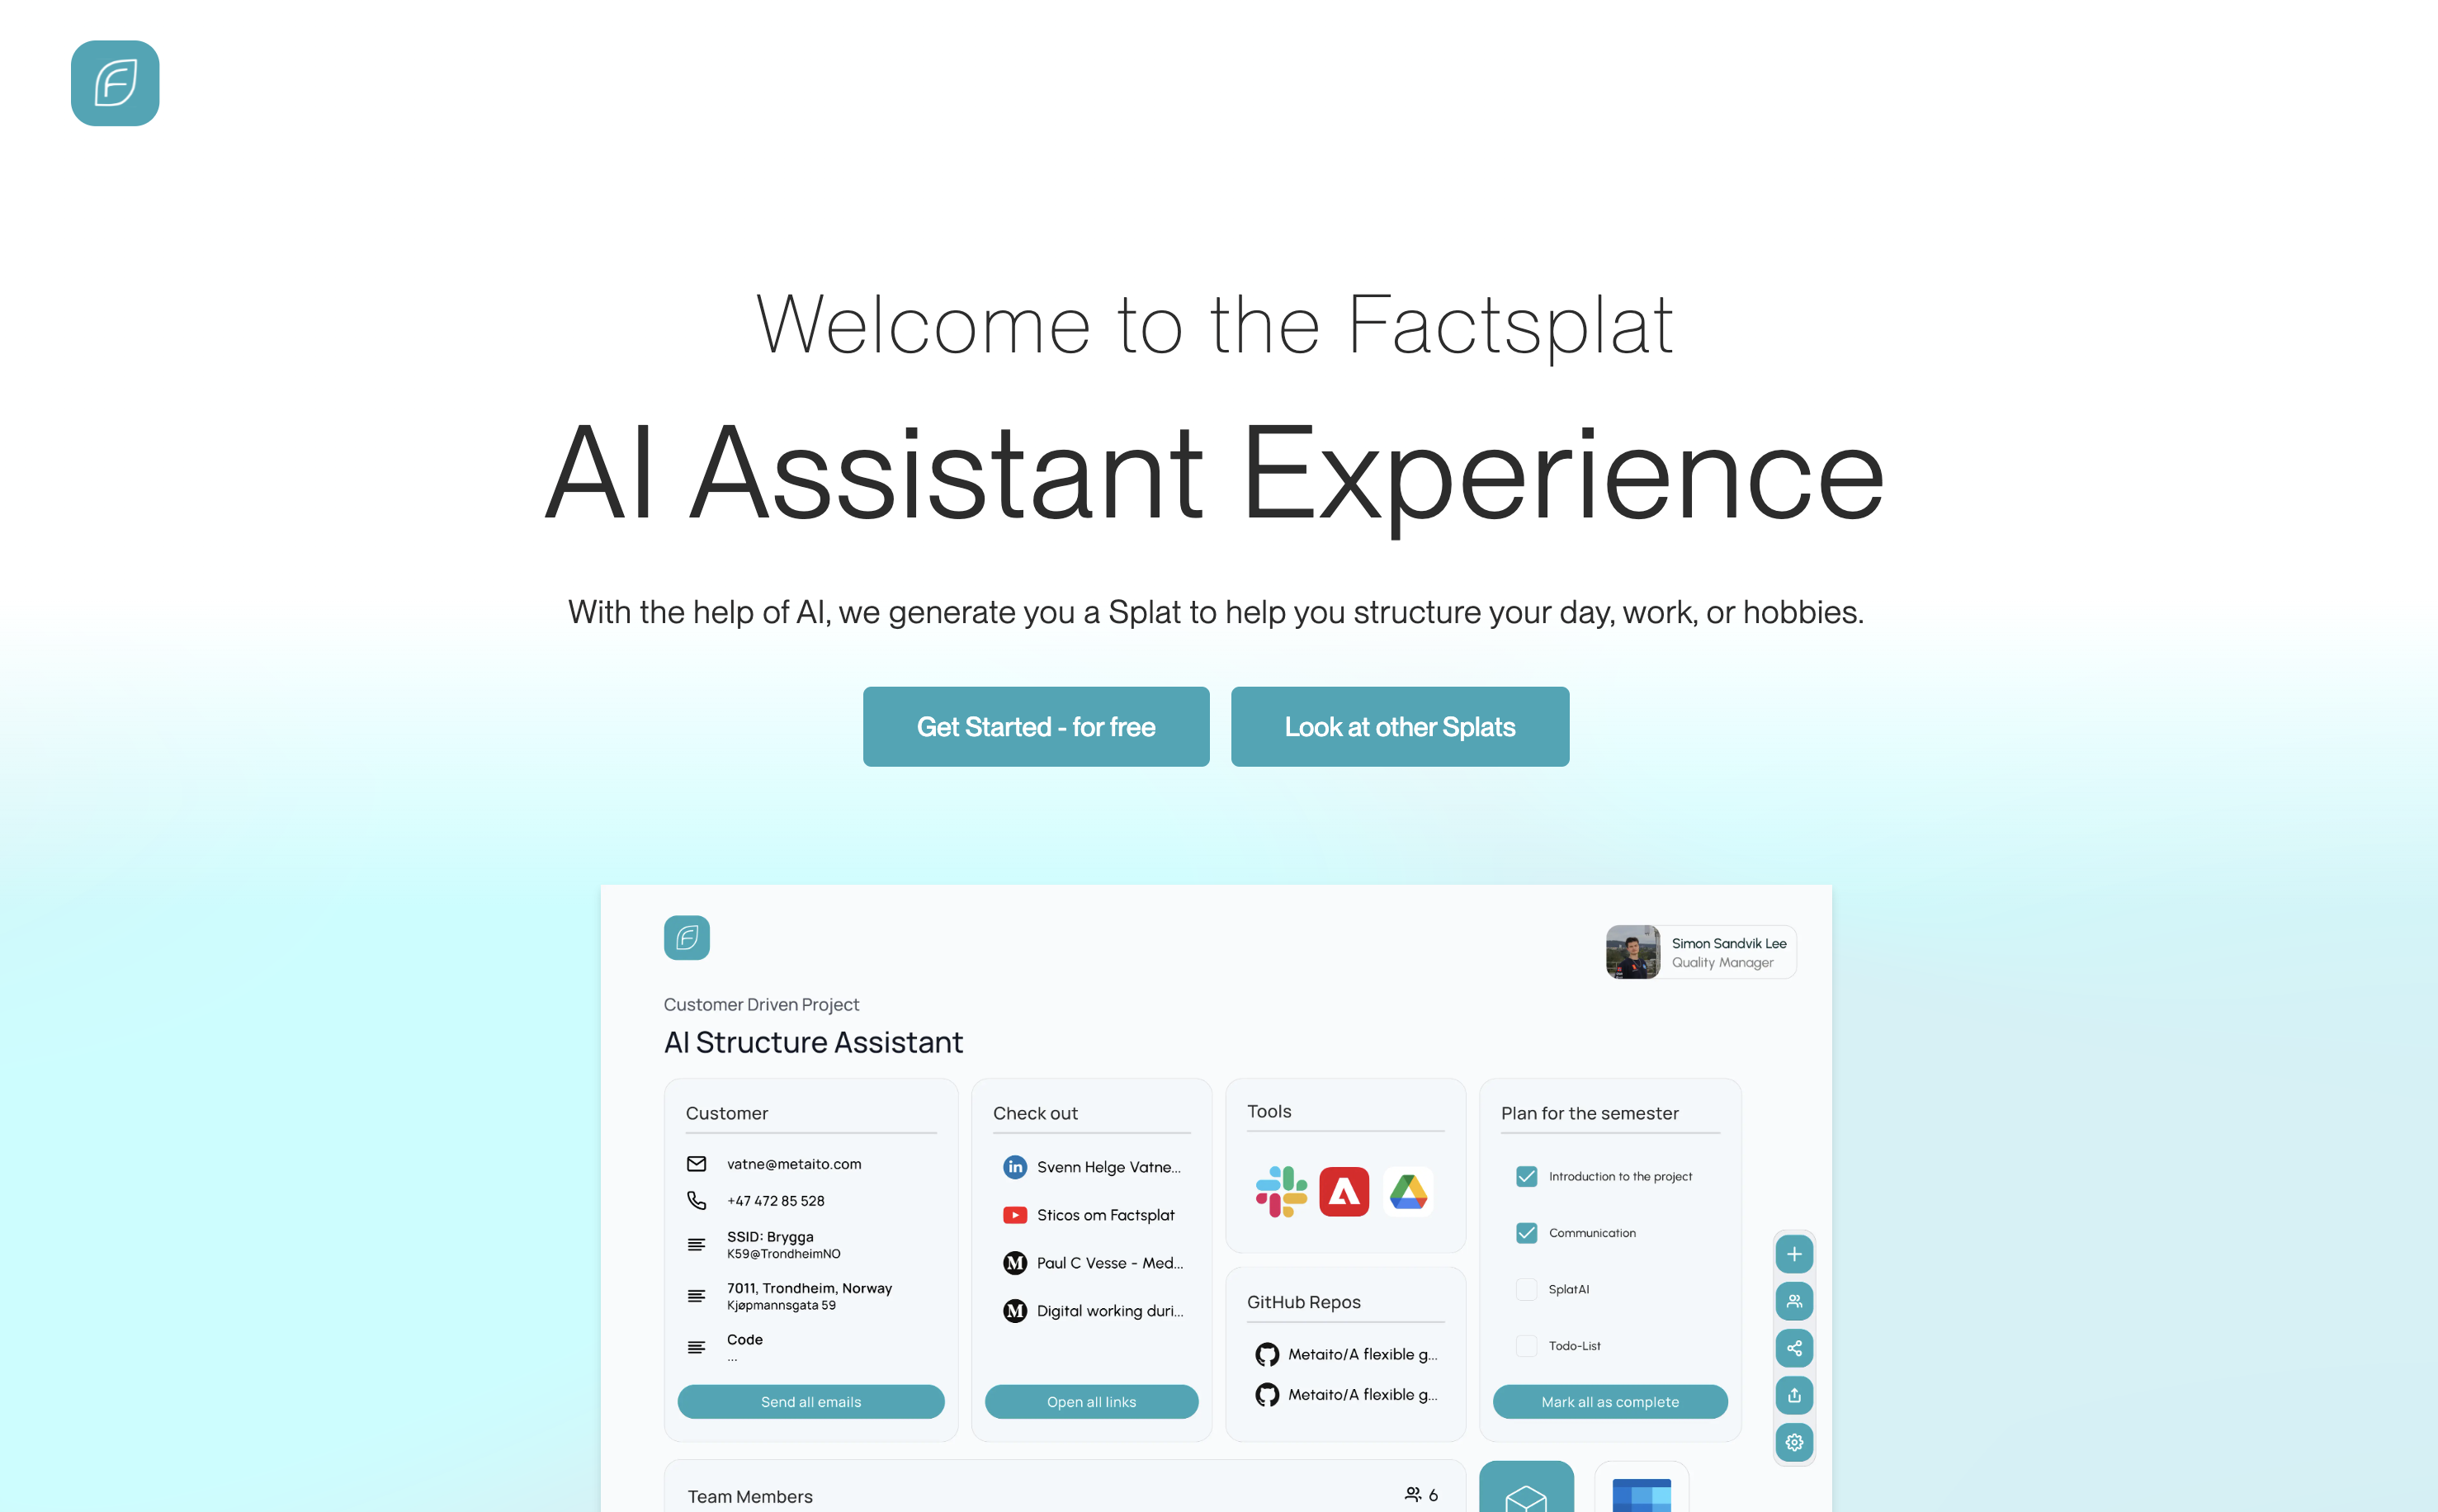 F
Welcome to the Factsplat
AI Assistant Experience
With the help of AI, we generate you a Splat to help you structure your day, work, or hobbies.
Get Started - for free
Look at other Splats
F
Simon Sandvik Lee
Quality Manager
Customer Driven Project
AI Structure Assistant
Customer
vatne@metaito.com
+47 472 85 528
SSID: Brygga
K59@TrondheimNO
7011, Trondheim, Norway
Kjøpmannsgata 59
Code
...
Send all emails
Check out
in
Svenn Helge Vatne...
Sticos om Factsplat
M
Paul C Vesse - Med...
M
Digital working duri...
Open all links
Tools
GitHub Repos
Metaito/A flexible g...
Metaito/A flexible g...
Plan for the semester
Introduction to the project
Communication
SplatAI
Todo-List
Mark all as complete
Team Members
6